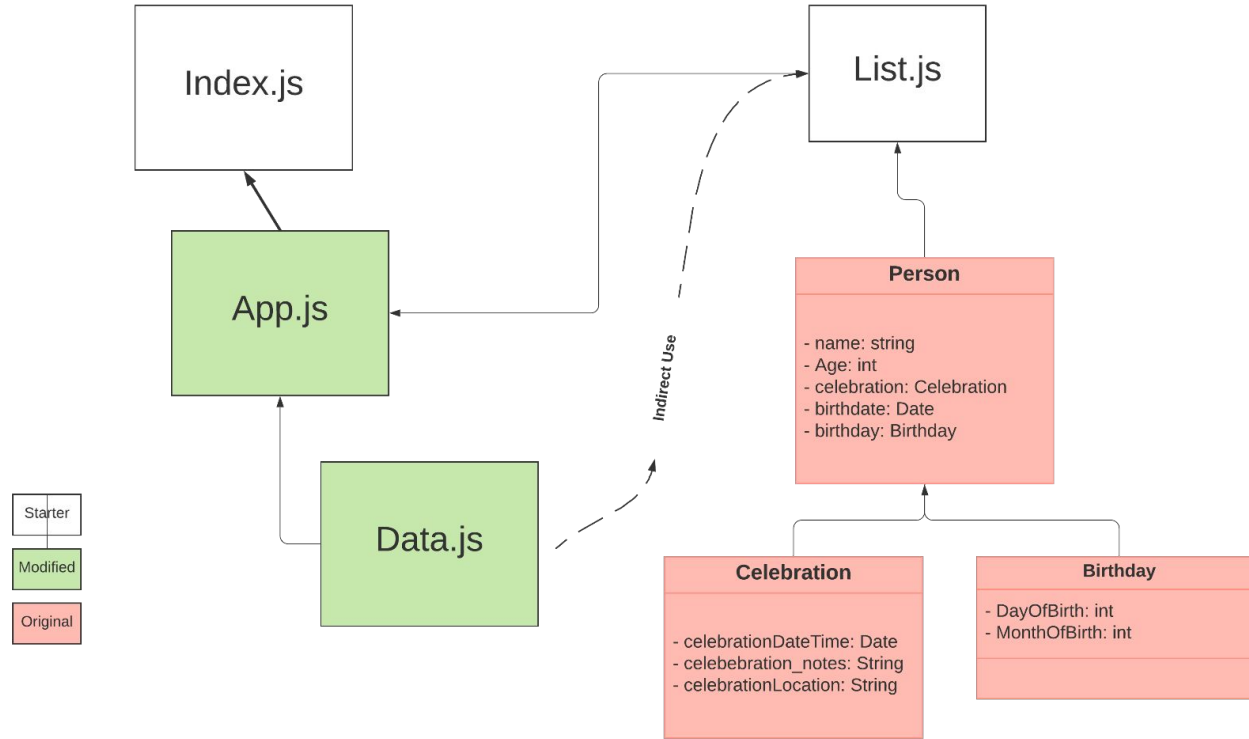 Index.js
List.js
App.js
Indirect Use
Person
- name: string
- Age: int
- celebration: Celebration
- birthdate: Date
- birthday: Birthday
Data.js
Starter
Modified
Original
Celebration
- celebrationDateTime: Date
- celebebration_notes: String
- celebrationLocation: String
Birthday
- DayOfBirth: int
- MonthOfBirth: int